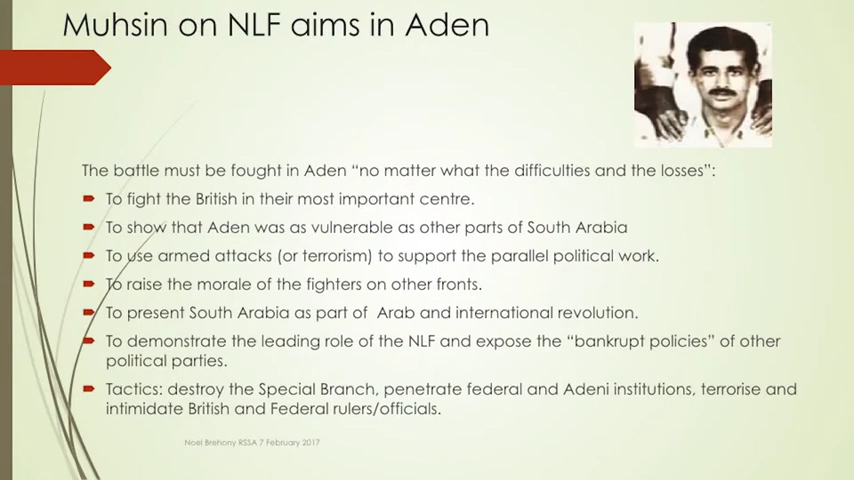 Muhsin on NLF aims in Aden
The battle must be fought in Aden “no matter what the difficulties and the losses”:
To fight the British in their most important centre.
To show that Aden was as vulnerable as other parts of South Arabia
To use armed attacks (or terrorism) to support the parallel political work.
To raise the morale of the fighters on other fronts.
To present South Arabia as part of  Arab and international revolution.
To demonstrate the leading role of the NLF and expose the “bankrupt policies” of other
political parties.
Tactics: destroy the Special Branch, penetrate federal and Adeni institutions, terrorise and
intimidate British and Federal rulers/officials.
Noel Brehony RSSA 7 February 2017